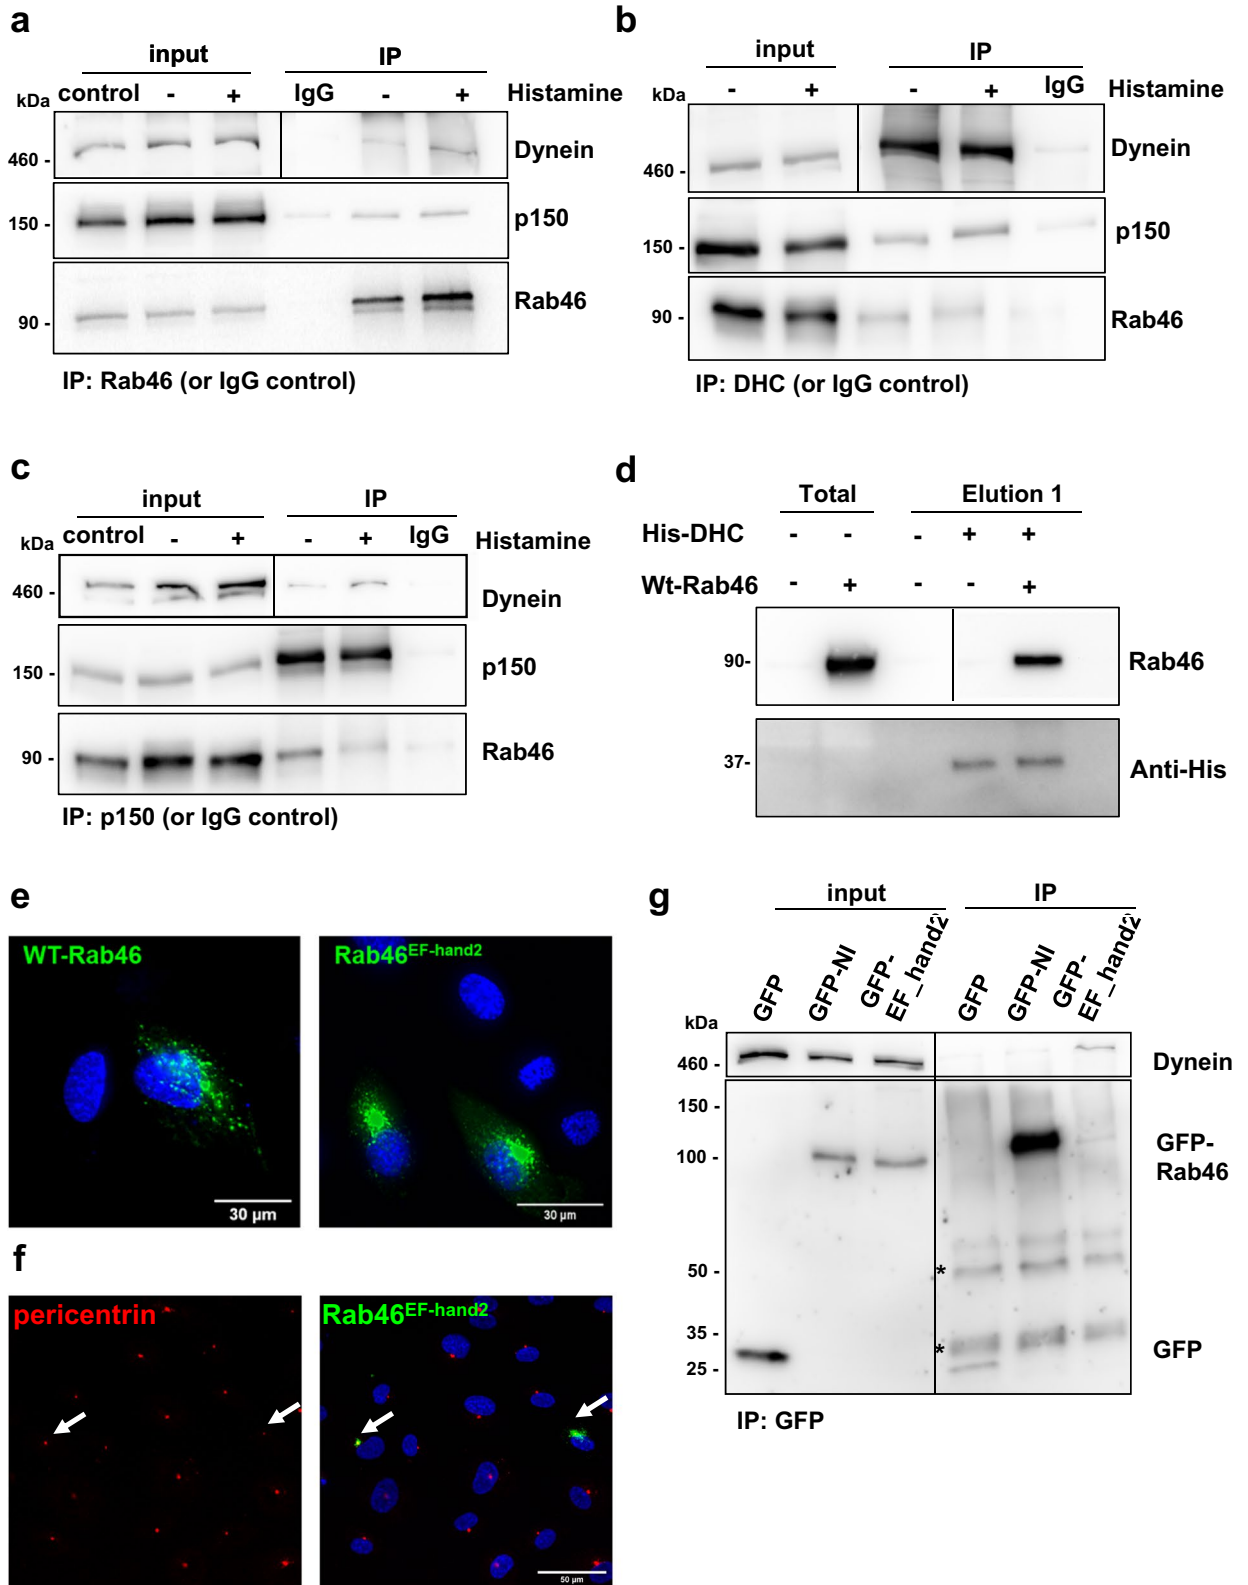 a
input IP
kDa control - + IgG - + Histamine
460 - Dynein
150 - p150
90 - Rab46
IP: Rab46 (or IgG control)
b
input IP
kDa - + - + IgG Histamine
460 - Dynein
150 - p150
90 - Rab46
IP: DHC (or IgG control)
c
input IP
kDa control - + - + IgG Histamine
460 - Dynein
150 - p150
90 - Rab46
IP: p150 (or IgG control)
d
Total Elution 1
His-DHC - - - + +
Wt-Rab46 - + - - +
90- Rab46
37- Anti-His
e
WT-Rab46 Rab46EF-hand2
30 µm 30 µm
f
pericentrin Rab46EF-hand2
50 µm
g
input IP
GFP GFP-NI GFP-EF_hand2 GFP GFP-NI GFP-EF_hand2
kDa
460 - Dynein
150 -
100 - GFP-
Rab46
50 - *
35 - *
25 - GFP
IP: GFP